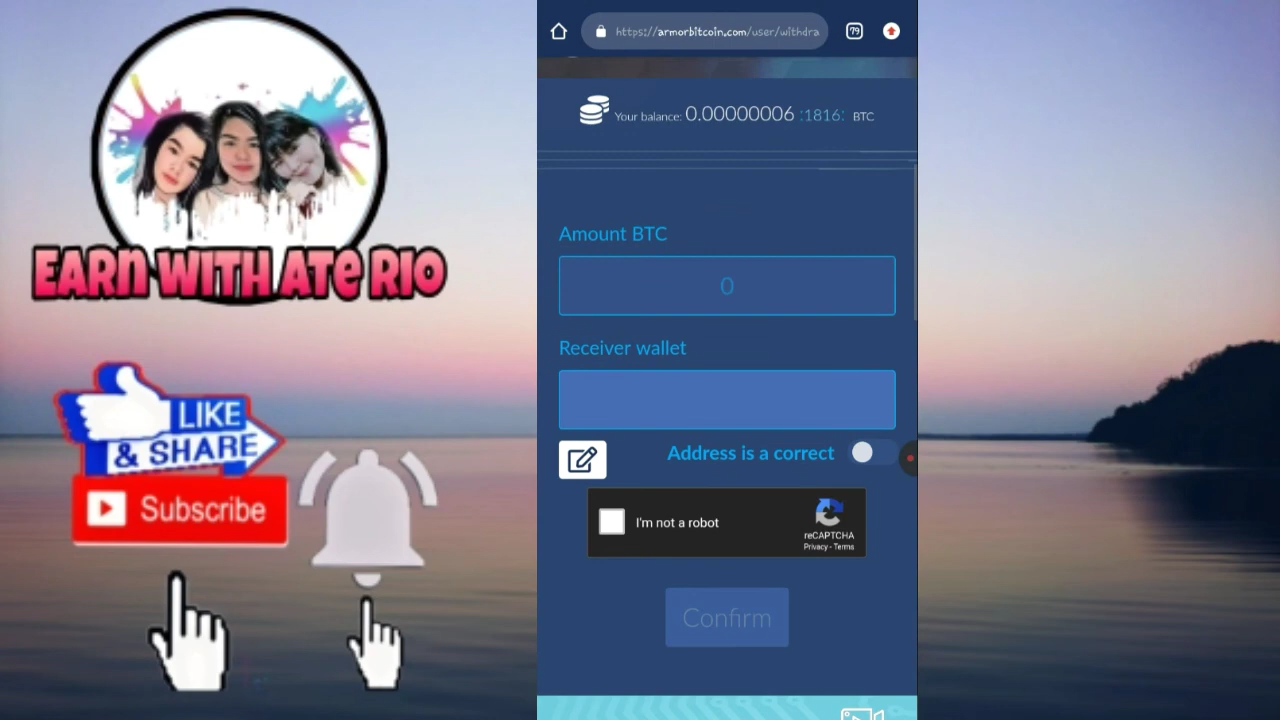 EARN WITH ATE RIO
LIKE
& SHARE
Subscribe
https://armorbitcoin.com/user/withdra
79
Your balance: 0.00000006 :1816: BTC
Amount BTC
0
Receiver wallet
Address is a correct
I'm not a robot
reCAPTCHA
Privacy - Terms
Confirm